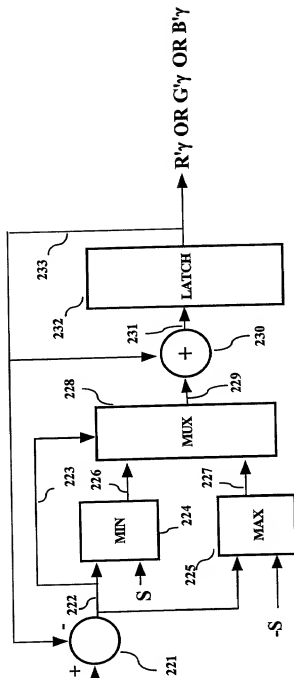 233
R'γ OR G'γ OR B'γ
232
LATCH
231
+
230
228
MUX
229
223
226
227
MIN
224
S
225
MAX
-S
222
-
+
221